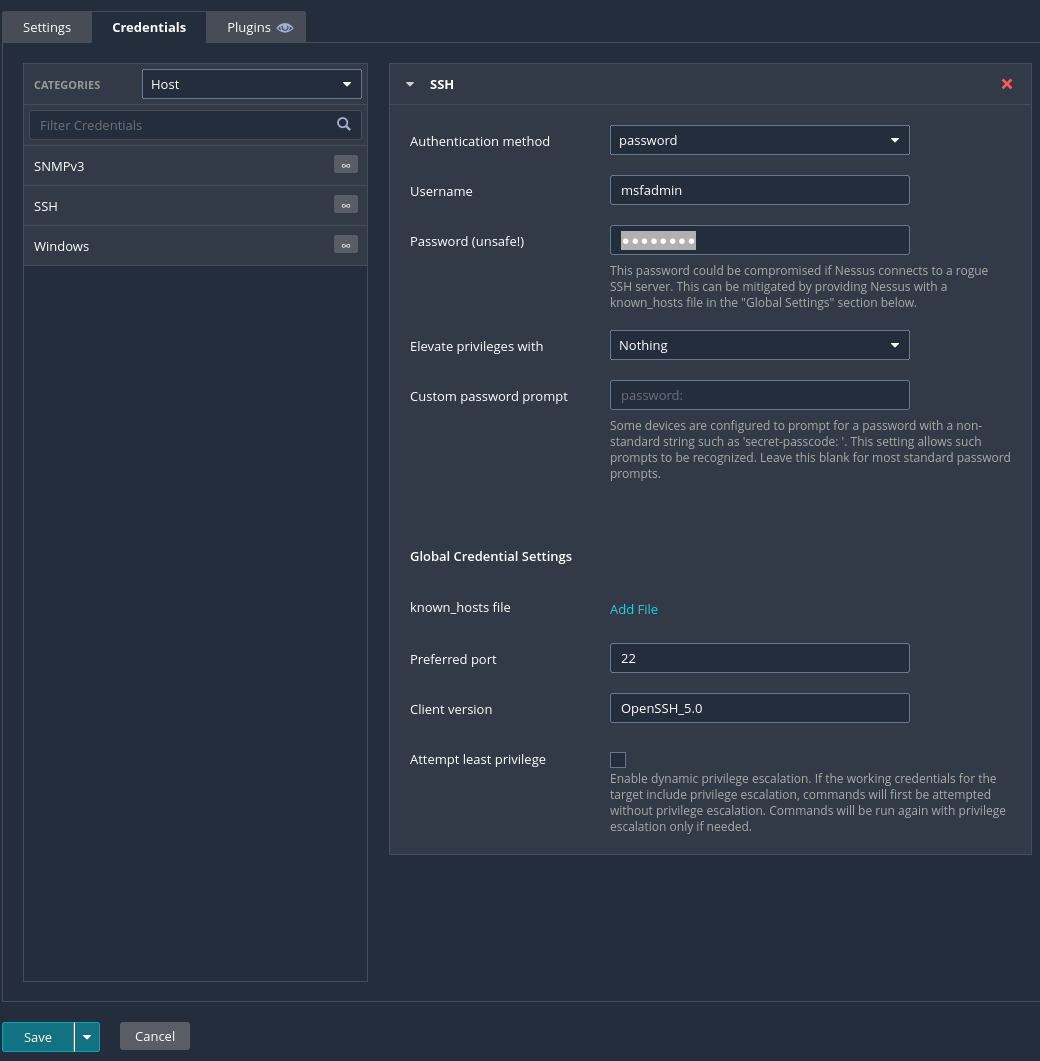 Settings
Credentials
Plugins
CATEGORIES
Host
Filter Credentials
SNMPv3
∞
SSH
∞
Windows
∞
SSH
Authentication method
password
Username
msfadmin
Password (unsafe!)
••••••••
This password could be compromised if Nessus connects to a rogue
SSH server. This can be mitigated by providing Nessus with a
known_hosts file in the "Global Settings" section below.
Elevate privileges with
Nothing
Custom password prompt
password:
Some devices are configured to prompt for a password with a non-
standard string such as 'secret-passcode: '. This setting allows such
prompts to be recognized. Leave this blank for most standard password
prompts.
Global Credential Settings
known_hosts file
Add File
Preferred port
22
Client version
OpenSSH_5.0
Attempt least privilege
Enable dynamic privilege escalation. If the working credentials for the
target include privilege escalation, commands will first be attempted
without privilege escalation. Commands will be run again with privilege
escalation only if needed.
Save
Cancel